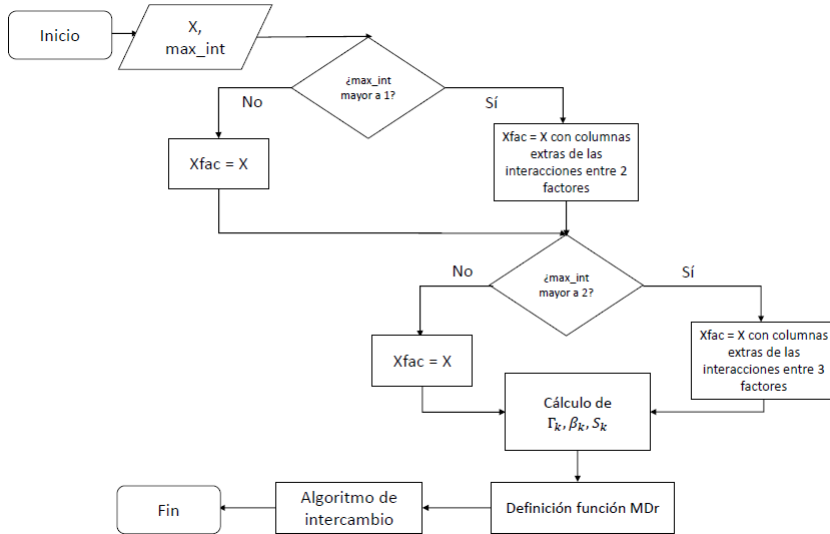 Inicio
X,
max_int
¿max_int
mayor a 1?
No
Sí
Xfac = X
Xfac = X con columnas
extras de las
interacciones entre 2
factores
¿max_int
mayor a 2?
No
Sí
Xfac = X
Xfac = X con columnas
extras de las
interacciones entre 3
factores
Cálculo de
Γₖ, βₖ, Sₖ
Definición función MDr
Algoritmo de
intercambio
Fin